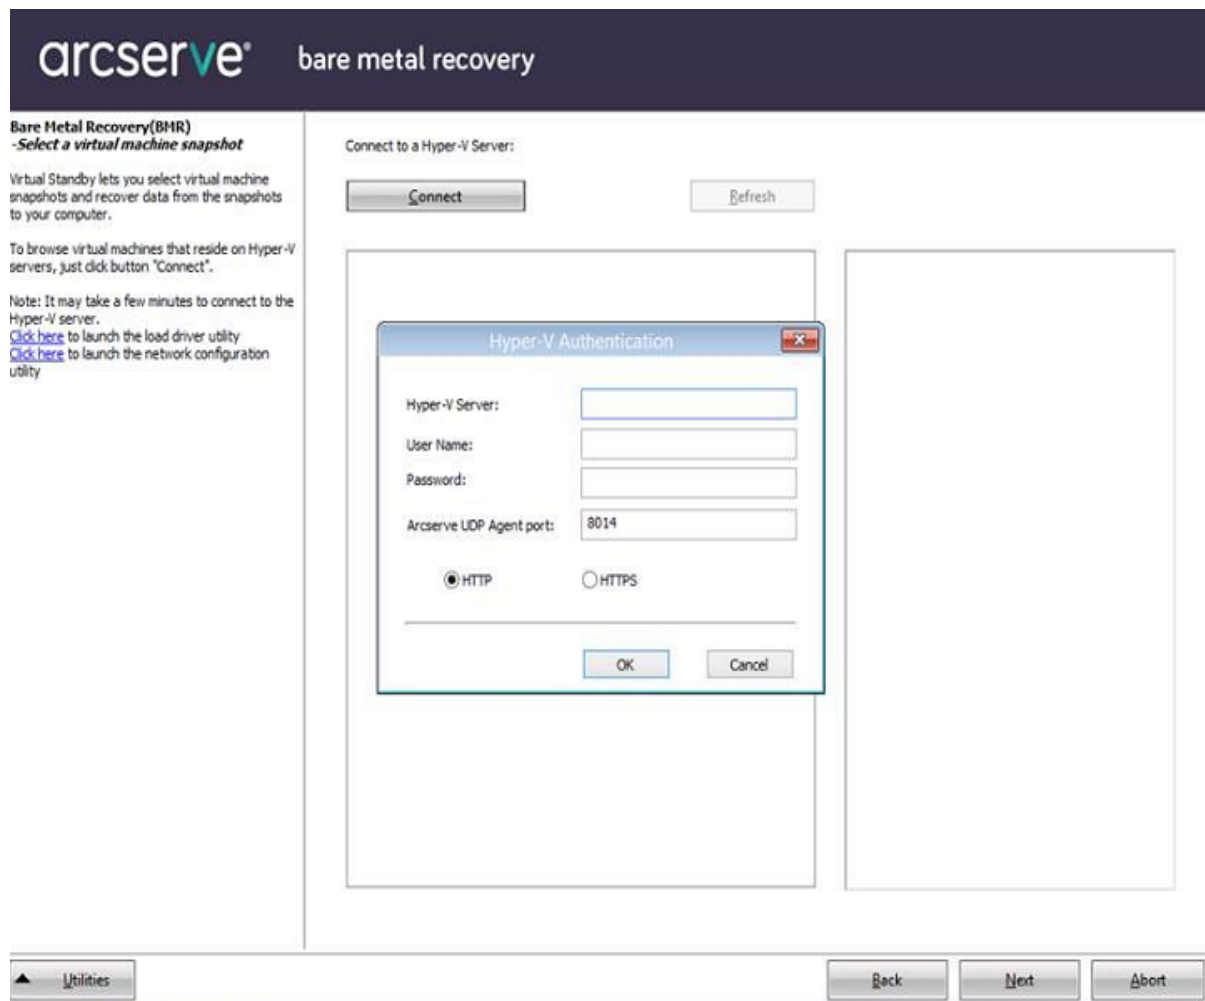 arcserve®
bare metal recovery
Bare Metal Recovery(BMR)
-Select a virtual machine snapshot
Virtual Standby lets you select virtual machine
snapshots and recover data from the snapshots
to your computer.
To browse virtual machines that reside on Hyper-V
servers, just click button "Connect".
Note: It may take a few minutes to connect to the
Hyper-V server.
Click here to launch the load driver utility
Click here to launch the network configuration
utility
Connect to a Hyper-V Server:
Connect
Refresh
Hyper-V Authentication
Hyper-V Server:
User Name:
Password:
Arcserve UDP Agent port: 8014
HTTP
HTTPS
OK
Cancel
Utilities
Back
Next
Abort